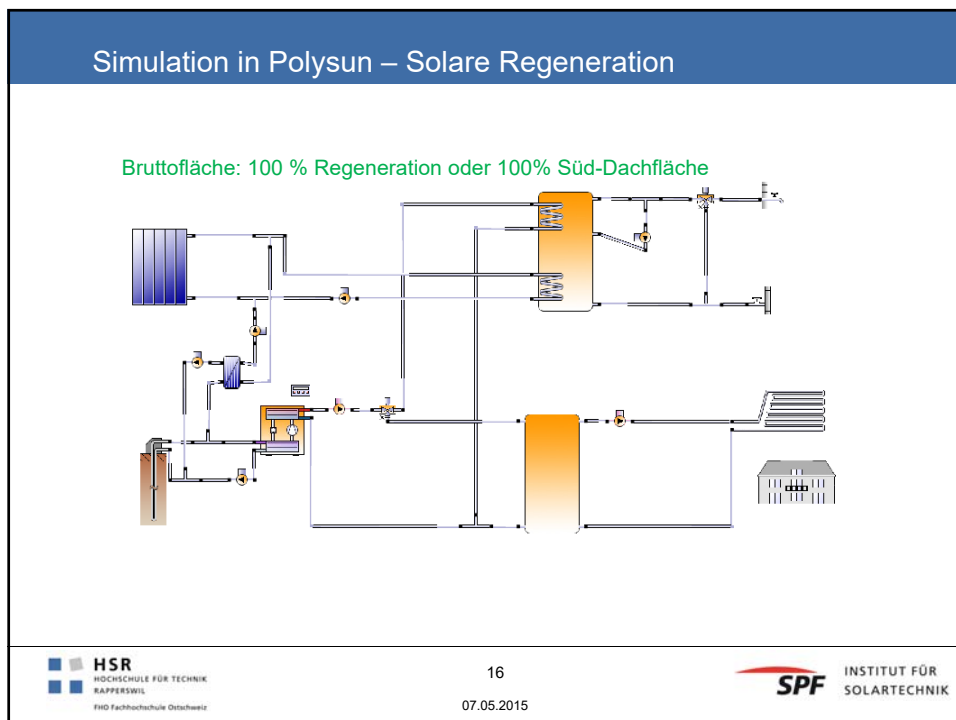 Simulation in Polysun – Solare Regeneration
Bruttofläche: 100 % Regeneration oder 100% Süd-Dachfläche
HSR
HOCHSCHULE FÜR TECHNIK
RAPPERSWIL
FHO Fachhochschule Ostschweiz
16
07.05.2015
SPF
INSTITUT FÜR
SOLARTECHNIK